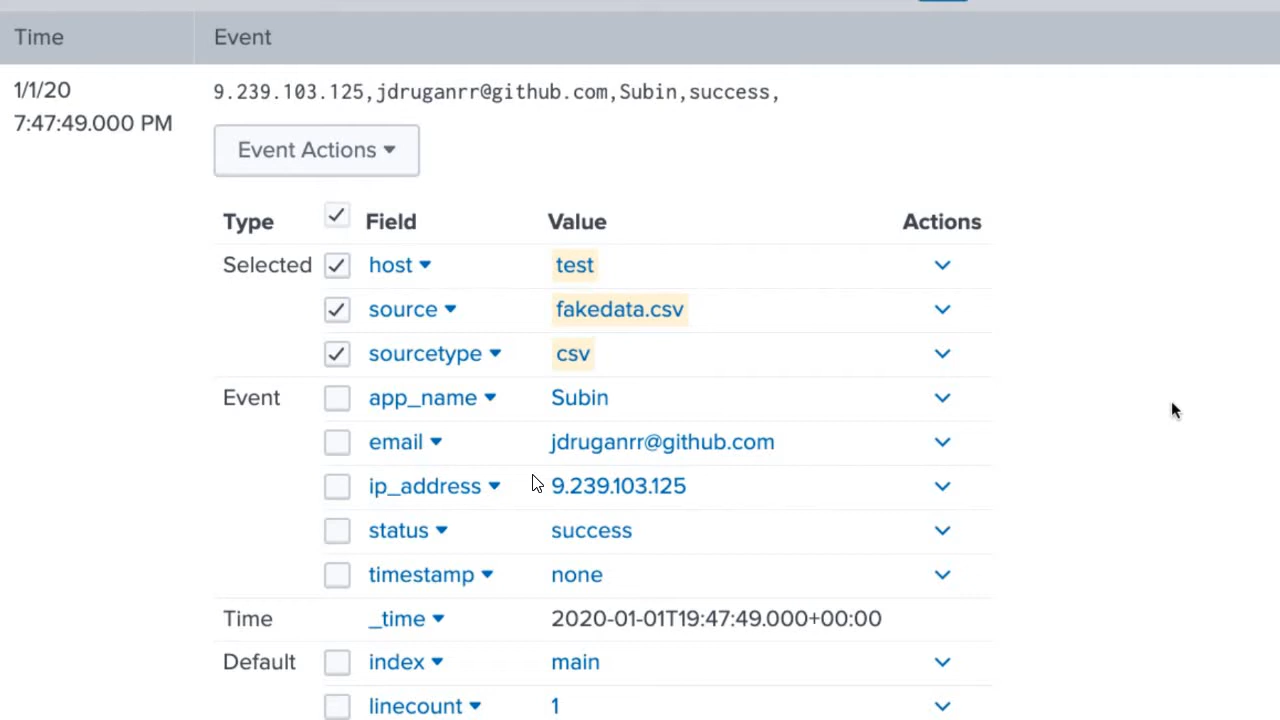 Time Event
1/1/20 9.239.103.125,jdruganrr@github.com,Subin,success,
7:47:49.000 PM
Event Actions
Type Field Value Actions
Selected host test
source fakedata.csv
sourcetype csv
Event app_name Subin
email jdruganrr@github.com
ip_address 9.239.103.125
status success
timestamp none
Time _time 2020-01-01T19:47:49.000+00:00
Default index main
linecount 1